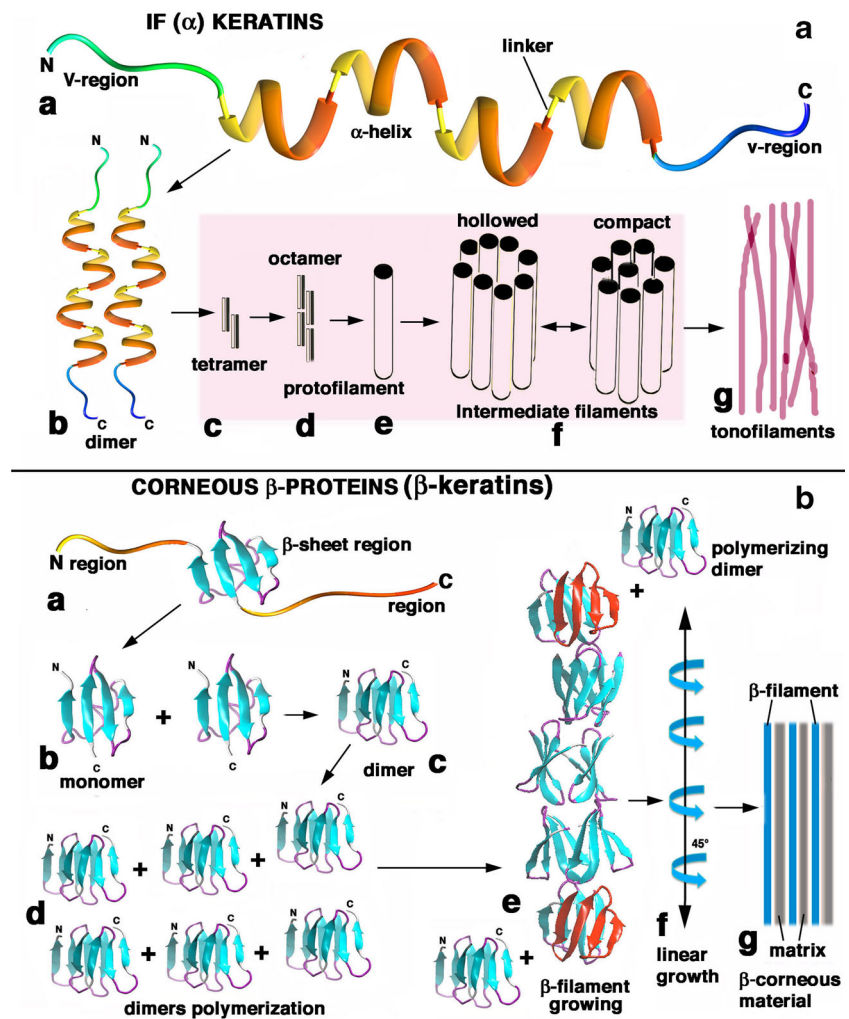 IF (α) KERATINS
a
N
V-region
a
α-helix
linker
C
v-region
N
N
b
C
C
dimer
tetramer
c
octamer
protofilament
d
e
hollowed
compact
Intermediate filaments
f
g
tonofilaments
CORNEOUS β-PROTEINS (β-keratins)
b
N region
β-sheet region
C
region
a
N
C
b
monomer
+
N
C
N
C
dimer
c
d
N
C
+
N
C
+
N
C
N
C
+
N
C
+
N
C
dimers polymerization
N
C
+
polymerizing
dimer
e
N
C
+
β-filament
growing
45°
f
linear
growth
β-filament
g
matrix
β-corneous
material